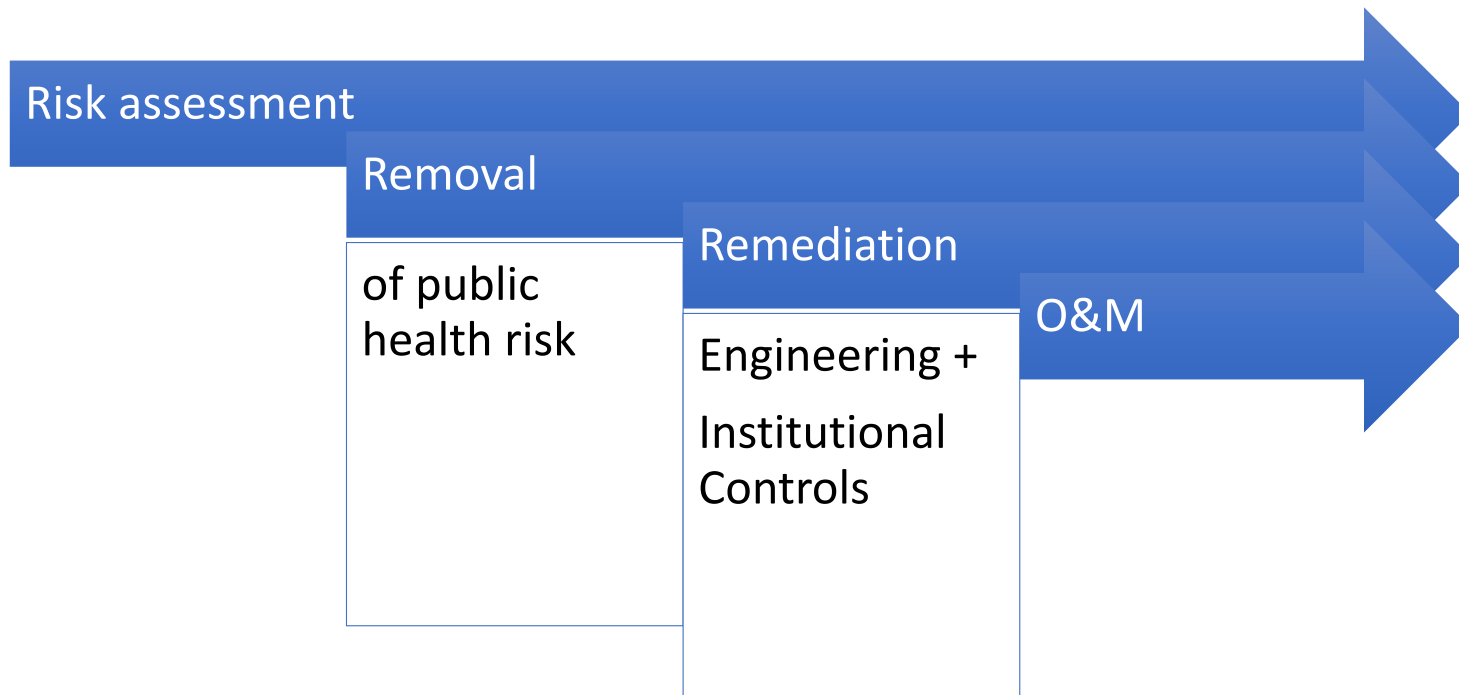 Risk assessment
Removal
of public
health risk
Remediation
Engineering +
Institutional
Controls
O&M